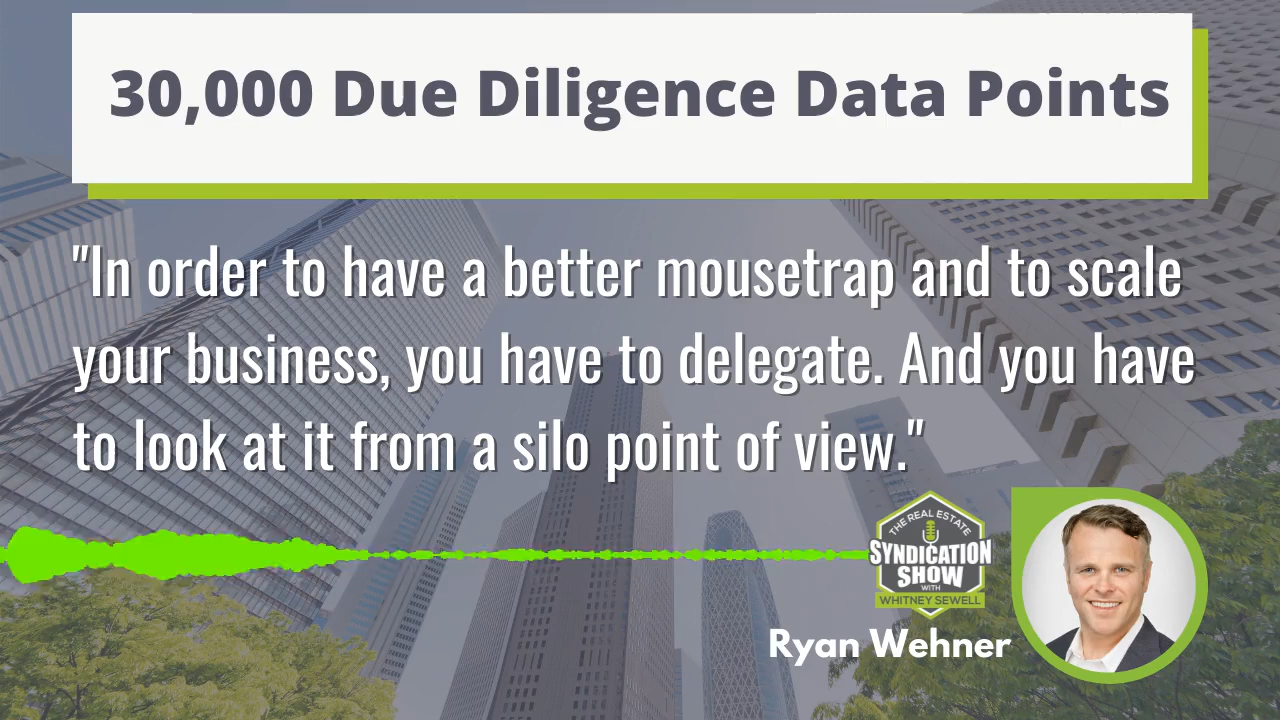 30,000 Due Diligence Data Points
"In order to have a better mousetrap and to scale
your business, you have to delegate. And you have
to look at it from a silo point of view."
THE REAL ESTATE
SYNDICATION
SHOW
WITH
WHITNEY SEWELL
Ryan Wehner